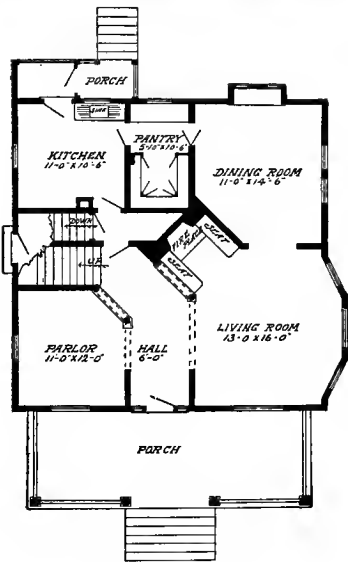 PORCH
SINK
KITCHEN
11-0" X 10-6"
PANTRY
5-10" X 10-6"
DINING ROOM
11-0" X 14-6"
DOWN
UP
FIRE
PLACE
SEAT
SEAT
PARLOR
11-0" X 12-0"
HALL
6-0"
LIVING ROOM
13-0 X 16-0"
PORCH